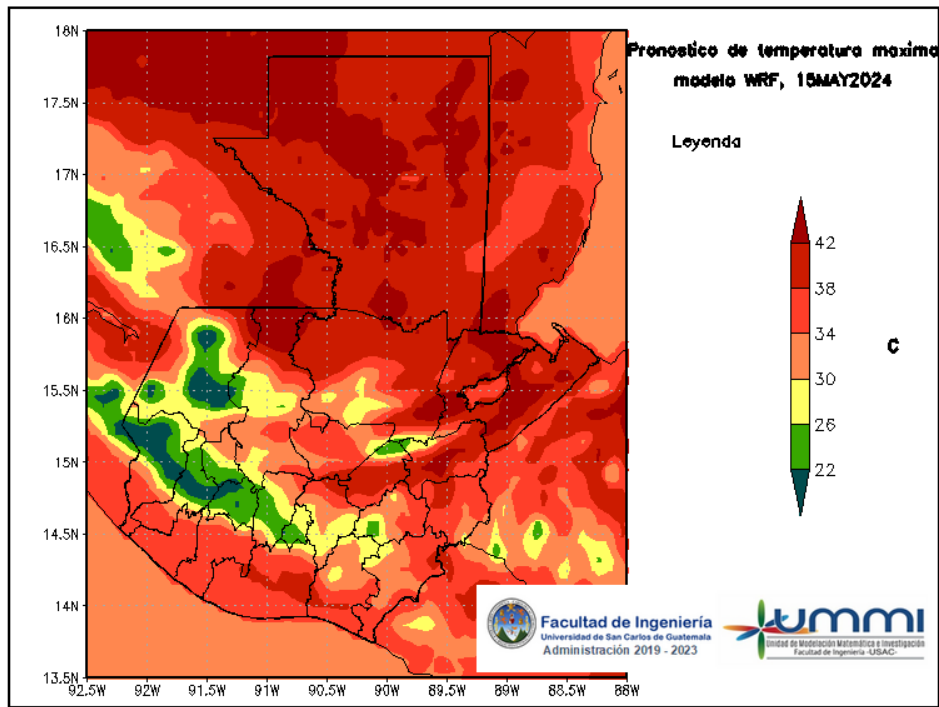 Pronostico de temperatura maxima
modelo WRF, 15MAY2024
Leyenda
42
38
34
30
26
22
C
18N
17.5N
17N
16.5N
16N
15.5N
15N
14.5N
14N
13.5N
92.5W
92W
91.5W
91W
90.5W
90W
89.5W
89W
88.5W
88W
Facultad de Ingeniería
Universidad de San Carlos de Guatemala
Administración 2019 - 2023
ummi
Unidad de Modelación Matemática e Investigación
Facultad de Ingeniería -USAC-